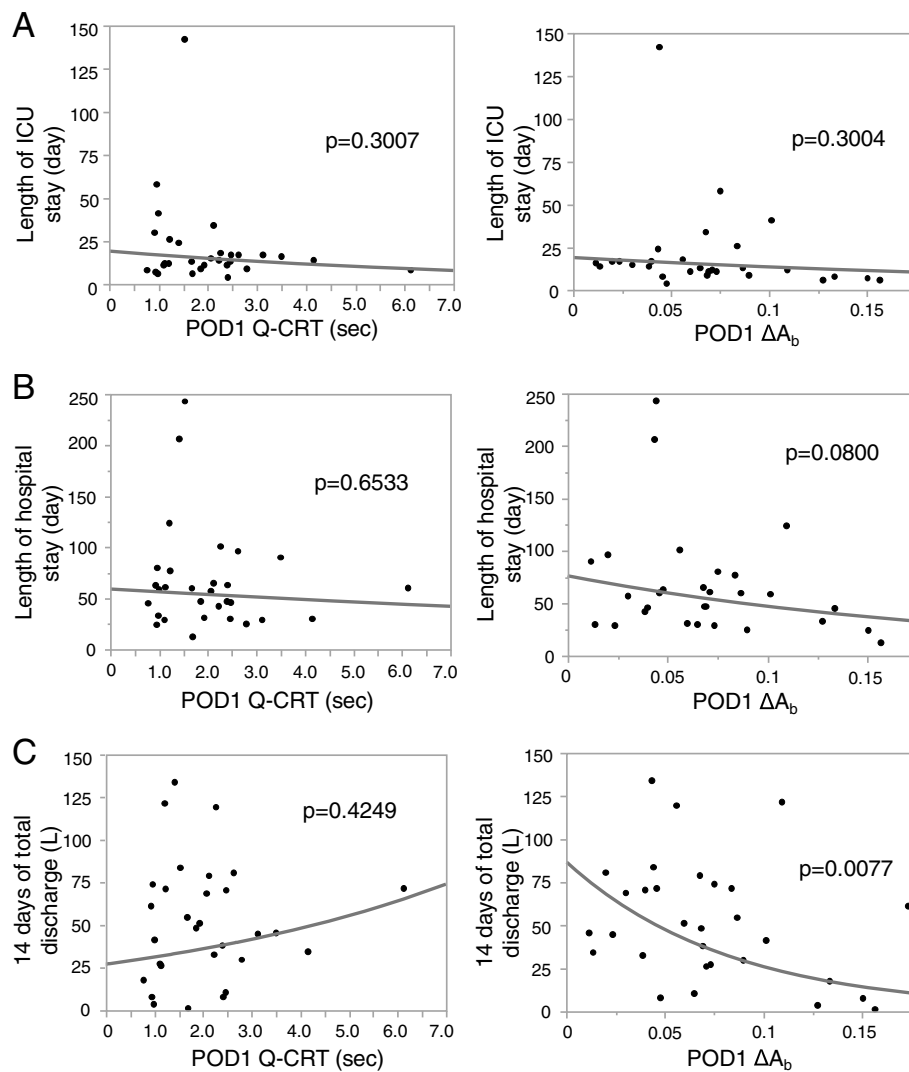 A
150
125
100
75
50
25
0
Length of ICU
stay (day)
p=0.3007
0 1.0 2.0 3.0 4.0 5.0 6.0 7.0
POD1 Q-CRT (sec)
150
125
100
75
50
25
0
Length of ICU
stay (day)
p=0.3004
0 0.05 0.1 0.15
POD1 ΔAb
B
250
200
150
100
50
0
Length of hospital
stay (day)
p=0.6533
0 1.0 2.0 3.0 4.0 5.0 6.0 7.0
POD1 Q-CRT (sec)
250
200
150
100
50
0
Length of hospital
stay (day)
p=0.0800
0 0.05 0.1 0.15
POD1 ΔAb
C
150
125
100
75
50
25
0
14 days of total
discharge (L)
p=0.4249
0 1.0 2.0 3.0 4.0 5.0 6.0 7.0
POD1 Q-CRT (sec)
150
125
100
75
50
25
0
14 days of total
discharge (L)
p=0.0077
0 0.05 0.1 0.15
POD1 ΔAb